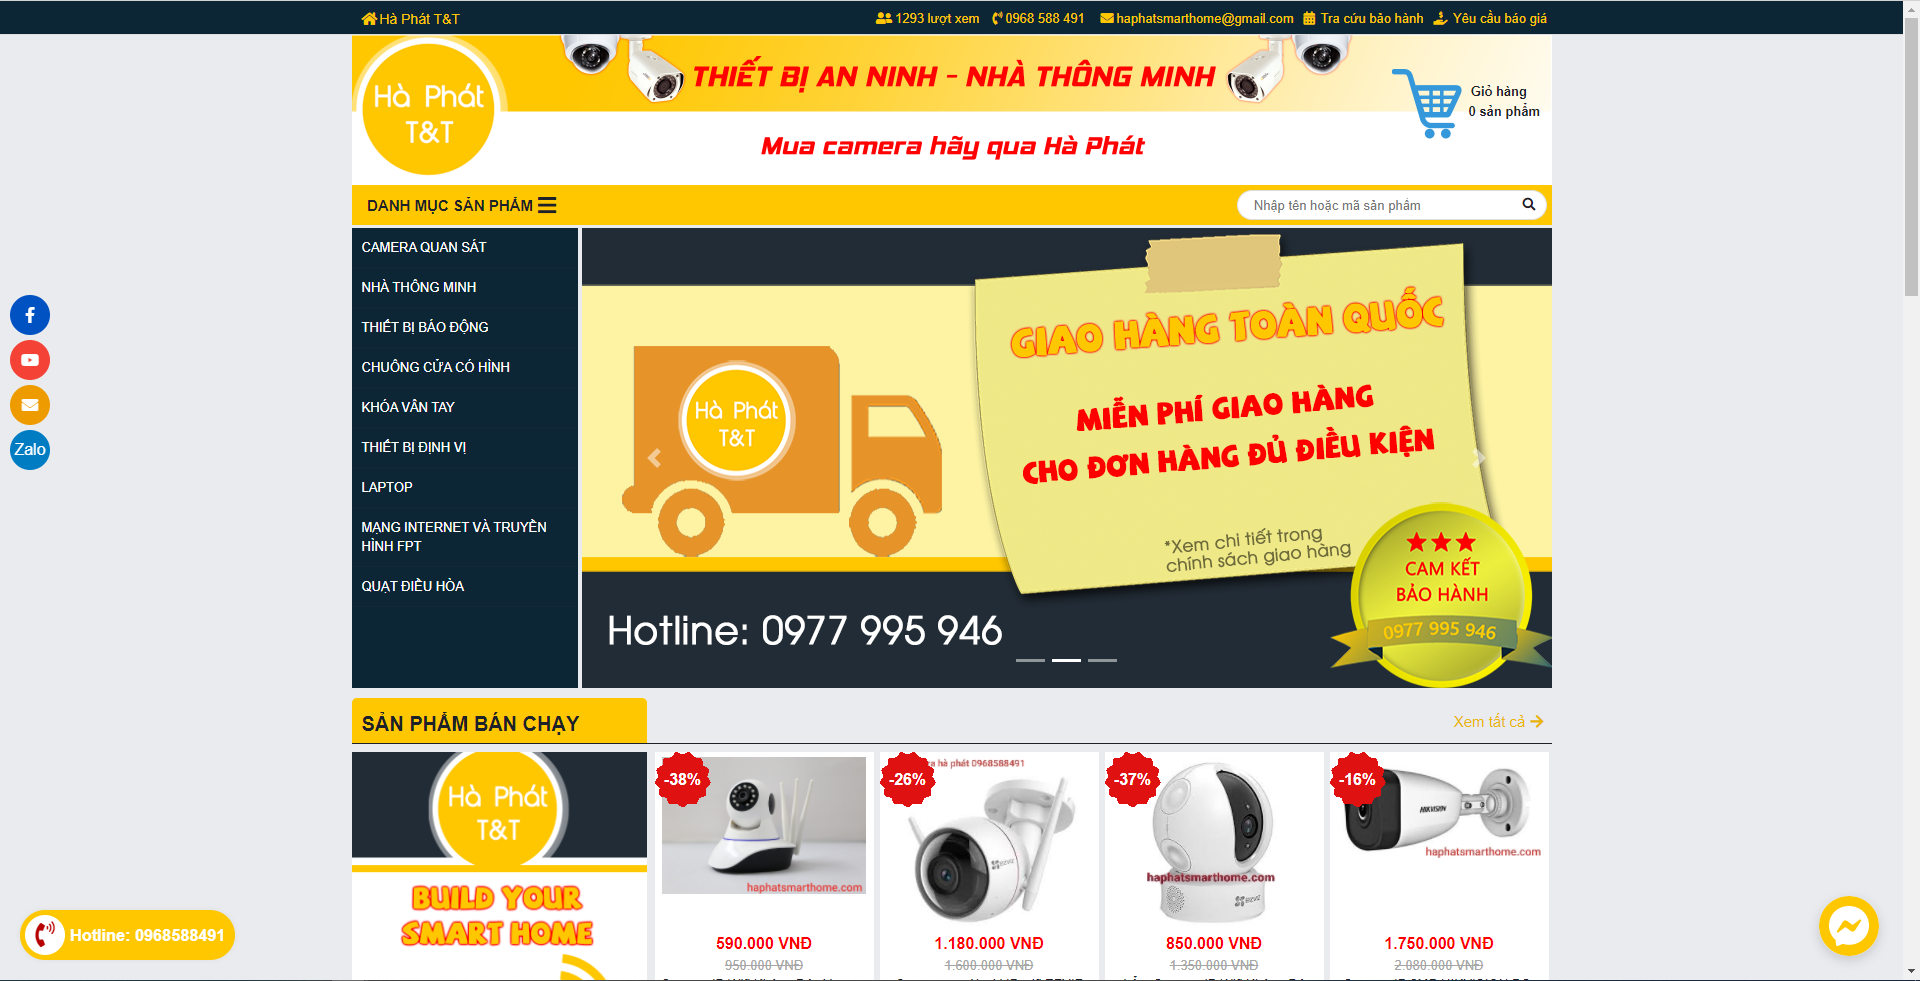 Hà Phát T&T
1293 lượt xem
0968 588 491
haphatsmarthome@gmail.com
Tra cứu bảo hành
Yêu cầu báo giá
Hà Phát
T&T
THIẾT BỊ AN NINH - NHÀ THÔNG MINH
Mua camera hãy qua Hà Phát
Giỏ hàng
0 sản phẩm
DANH MỤC SẢN PHẨM
Nhập tên hoặc mã sản phẩm
CAMERA QUAN SÁT
NHÀ THÔNG MINH
THIẾT BỊ BÁO ĐỘNG
CHUÔNG CỬA CÓ HÌNH
KHÓA VÂN TAY
THIẾT BỊ ĐỊNH VỊ
LAPTOP
MẠNG INTERNET VÀ TRUYỀN
HÌNH FPT
QUẠT ĐIỀU HÒA
Zalo
Hà Phát
T&T
GIAO HÀNG TOÀN QUỐC
MIỄN PHÍ GIAO HÀNG
CHO ĐƠN HÀNG ĐỦ ĐIỀU KIỆN
*Xem chi tiết trong
chính sách giao hàng
CAM KẾT
BẢO HÀNH
0977 995 946
Hotline: 0977 995 946
SẢN PHẨM BÁN CHẠY
Xem tất cả
Hà Phát
T&T
BUILD YOUR
SMART HOME
-38%
haphatsmarthome.com
590.000 VNĐ
950.000 VNĐ
-26%
ra hà phát 0968588491
EZVIZ
1.180.000 VNĐ
1.600.000 VNĐ
-37%
haphatsmarthome.com
EZVIZ
850.000 VNĐ
1.350.000 VNĐ
-16%
HIKVISION
haphatsmarthome.com
1.750.000 VNĐ
2.080.000 VNĐ
Hotline: 0968588491